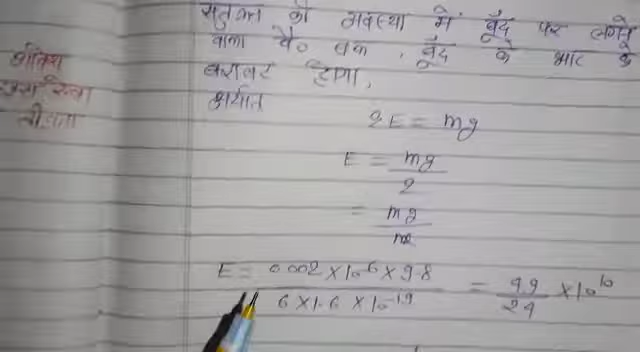 संतुलन की अवस्था में बूँद पर लगने
वाला वै० बल, बूँद के भार के
बराबर होगा,
अर्थात
qE = mg
E = mg
q
= mg
ne
E = 0.002 × 10⁻⁶ × 9.8
6 × 1.6 × 10⁻¹⁹
= 49
24
× 10¹⁰